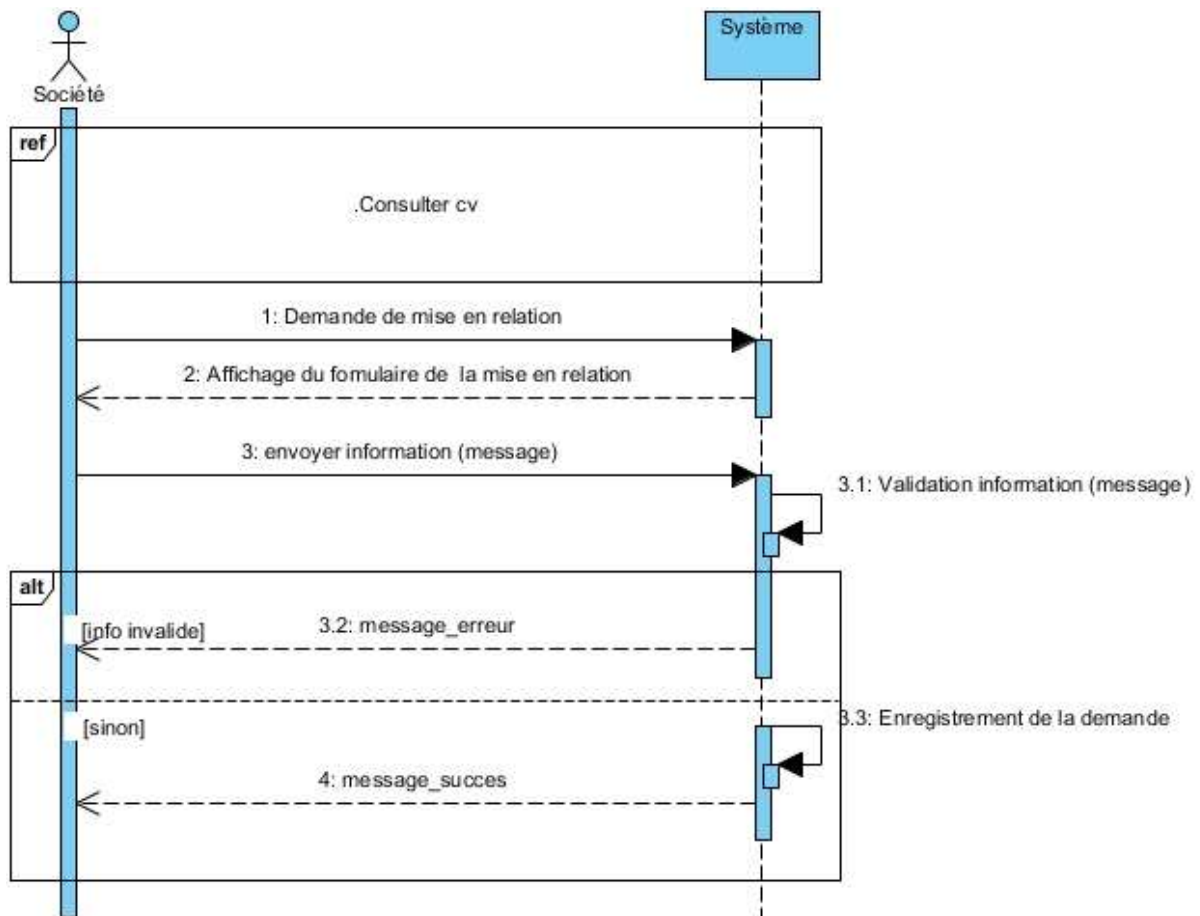 Système
Société
ref
.Consulter cv
1: Demande de mise en relation
2: Affichage du fomulaire de la mise en relation
3: envoyer information (message)
3.1: Validation information (message)
alt
[info invalide]
3.2: message_erreur
[sinon]
3.3: Enregistrement de la demande
4: message_succes